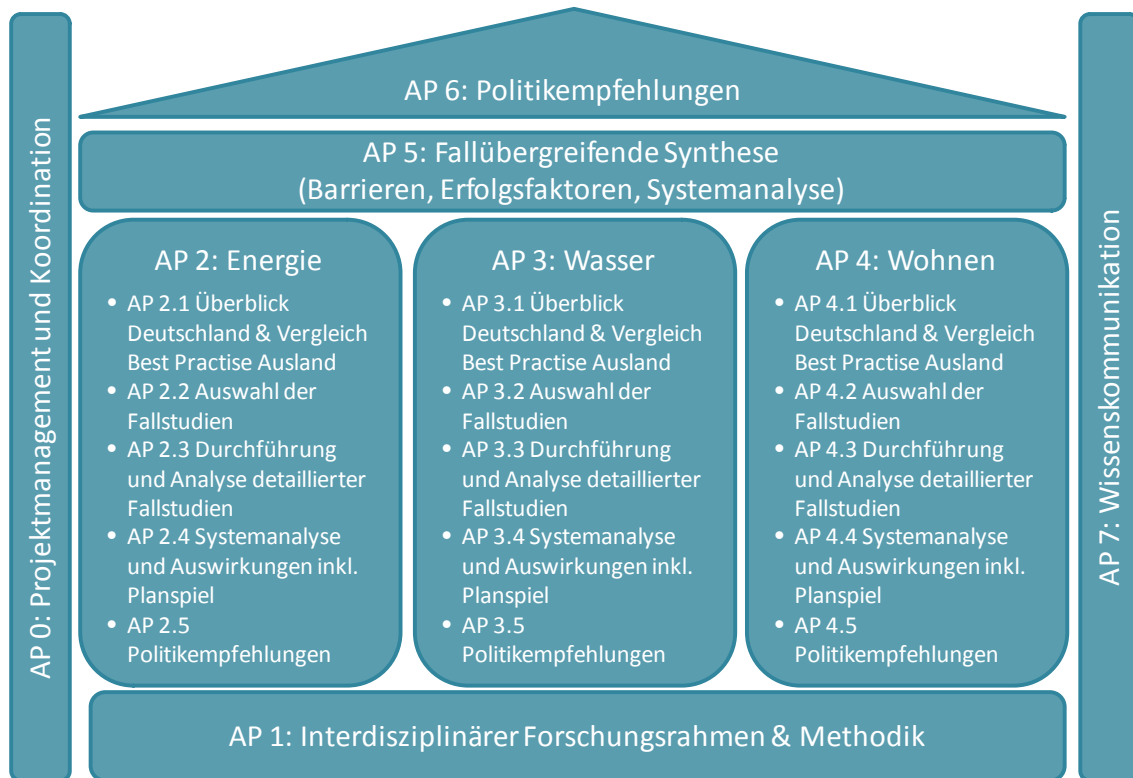 AP 0: Projektmanagement und Koordination
AP 6: Politikempfehlungen
AP 5: Fallübergreifende Synthese
(Barrieren, Erfolgsfaktoren, Systemanalyse)
AP 2: Energie
• AP 2.1 Überblick
Deutschland & Vergleich
Best Practise Ausland
• AP 2.2 Auswahl der
Fallstudien
• AP 2.3 Durchführung
und Analyse detaillierter
Fallstudien
• AP 2.4 Systemanalyse
und Auswirkungen inkl.
Planspiel
• AP 2.5
Politikempfehlungen
AP 3: Wasser
• AP 3.1 Überblick
Deutschland & Vergleich
Best Practise Ausland
• AP 3.2 Auswahl der
Fallstudien
• AP 3.3 Durchführung
und Analyse detaillierter
Fallstudien
• AP 3.4 Systemanalyse
und Auswirkungen inkl.
Planspiel
• AP 3.5
Politikempfehlungen
AP 4: Wohnen
• AP 4.1 Überblick
Deutschland & Vergleich
Best Practise Ausland
• AP 4.2 Auswahl der
Fallstudien
• AP 4.3 Durchführung
und Analyse detaillierter
Fallstudien
• AP 4.4 Systemanalyse
und Auswirkungen inkl.
Planspiel
• AP 4.5
Politikempfehlungen
AP 1: Interdisziplinärer Forschungsrahmen & Methodik
AP 7: Wissenskommunikation